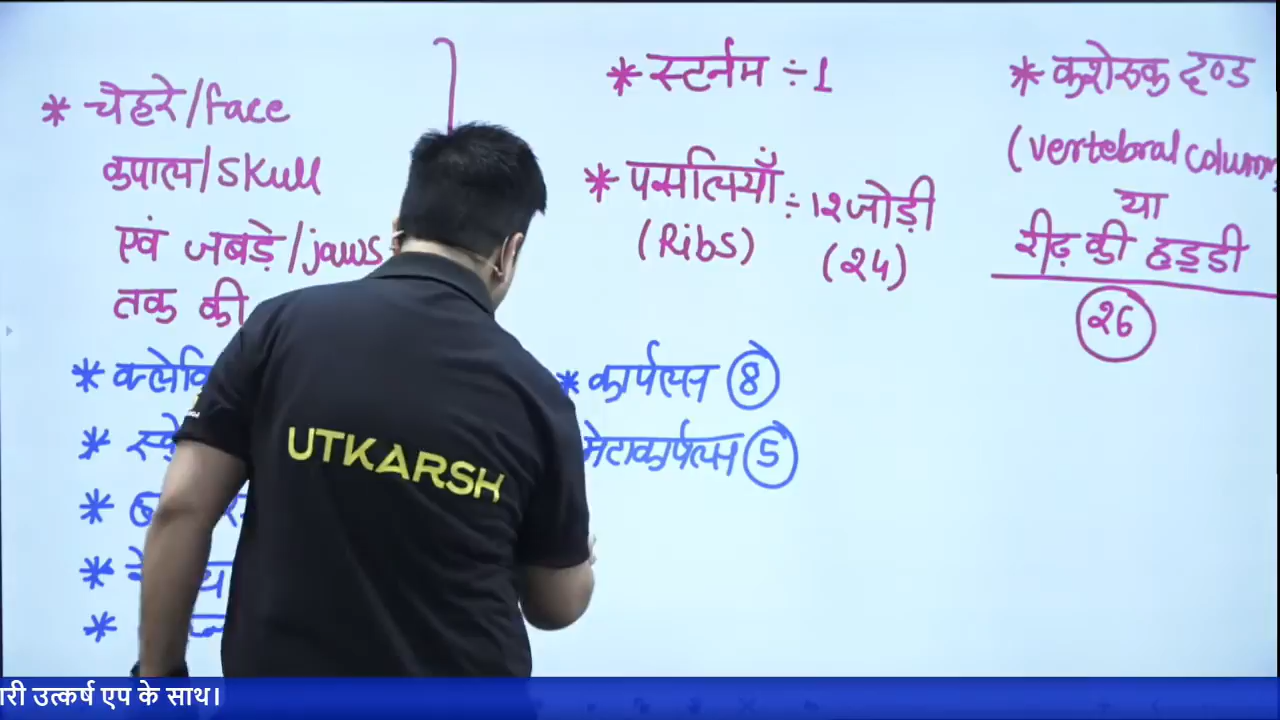 * चेहरे/face
कपाल/skull
एवं जबड़े/jaws
तक की
* स्टर्नम ÷ 1
* पसलियाँ ÷ 12 जोड़ी
(Ribs) (24)
* कशेरुक दण्ड
(vertebral column
या
रीढ़ की हड्डी
26
*
*
*
*
*
* कार्पल्स 8
मेटाकार्पल्स 5
UTKARSH
उत्कर्ष एप के साथ।